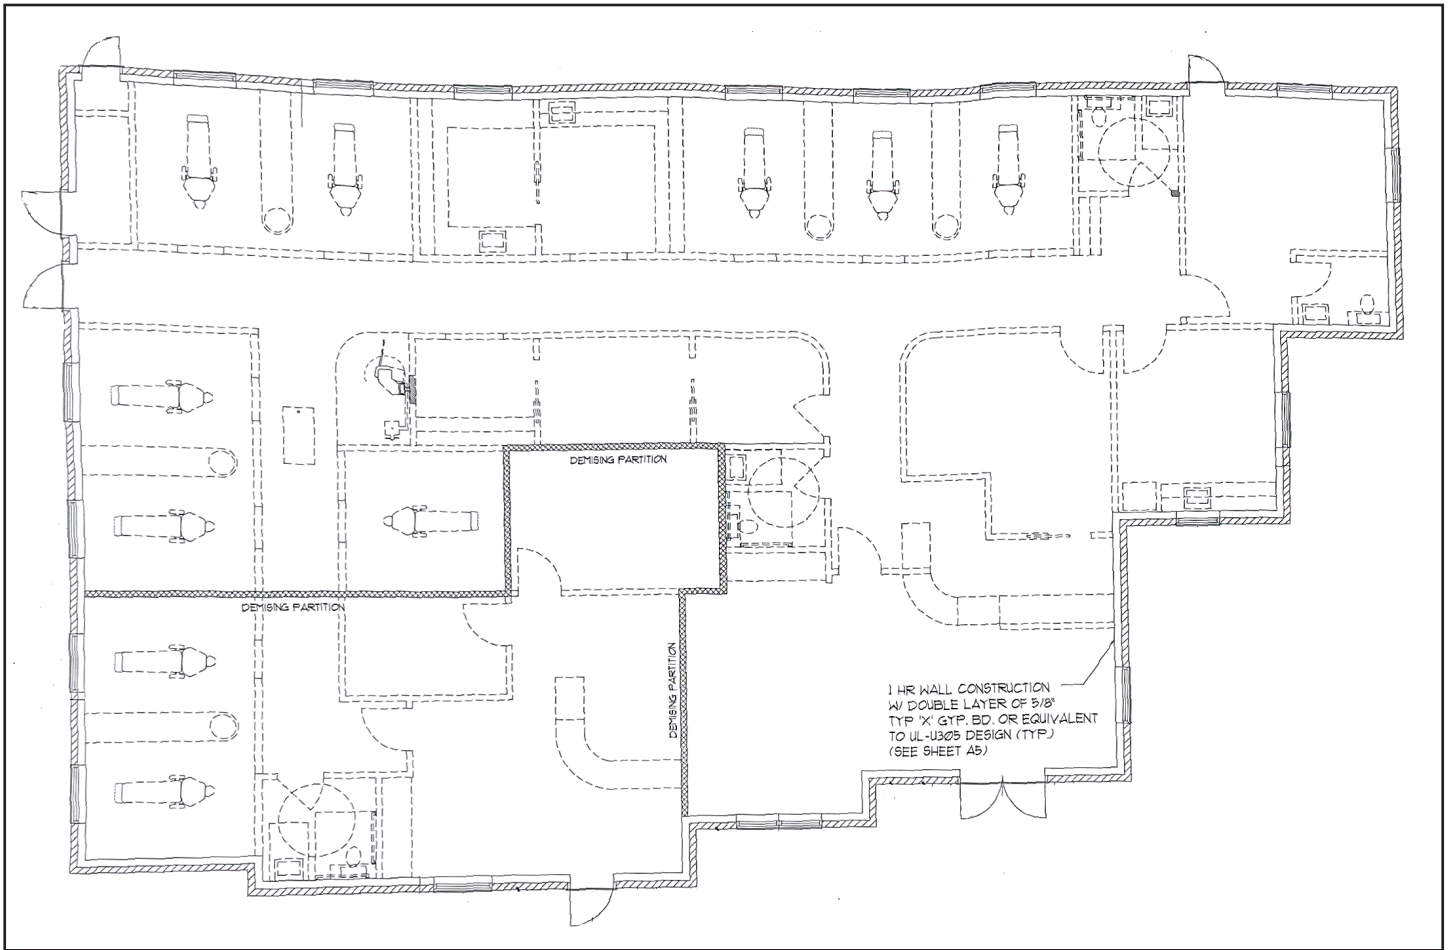 DEMISING PARTITION
DEMISING PARTITION
DEMISING PARTITION
1 HR WALL CONSTRUCTION
W/ DOUBLE LAYER OF 5/8"
TYP 'X' GYP. BD. OR EQUIVALENT
TO UL-U305 DESIGN (TYP.)
(SEE SHEET A5)